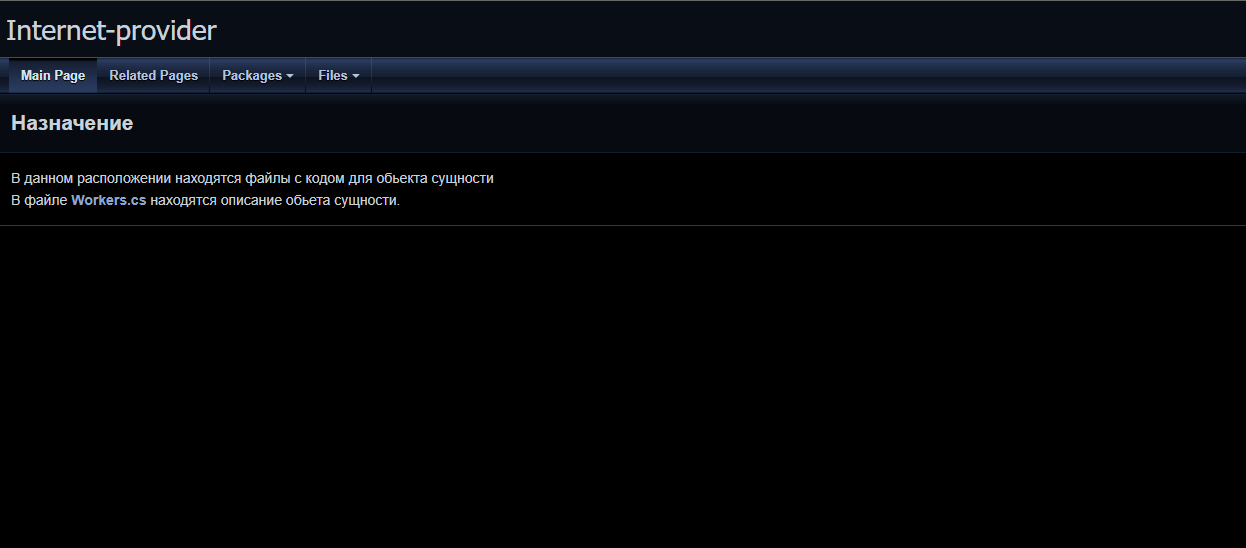 Internet-provider
Main Page Related Pages Packages Files
Назначение
В данном расположении находятся файлы с кодом для обьекта сущности
В файле Workers.cs находятся описание обьета сущности.